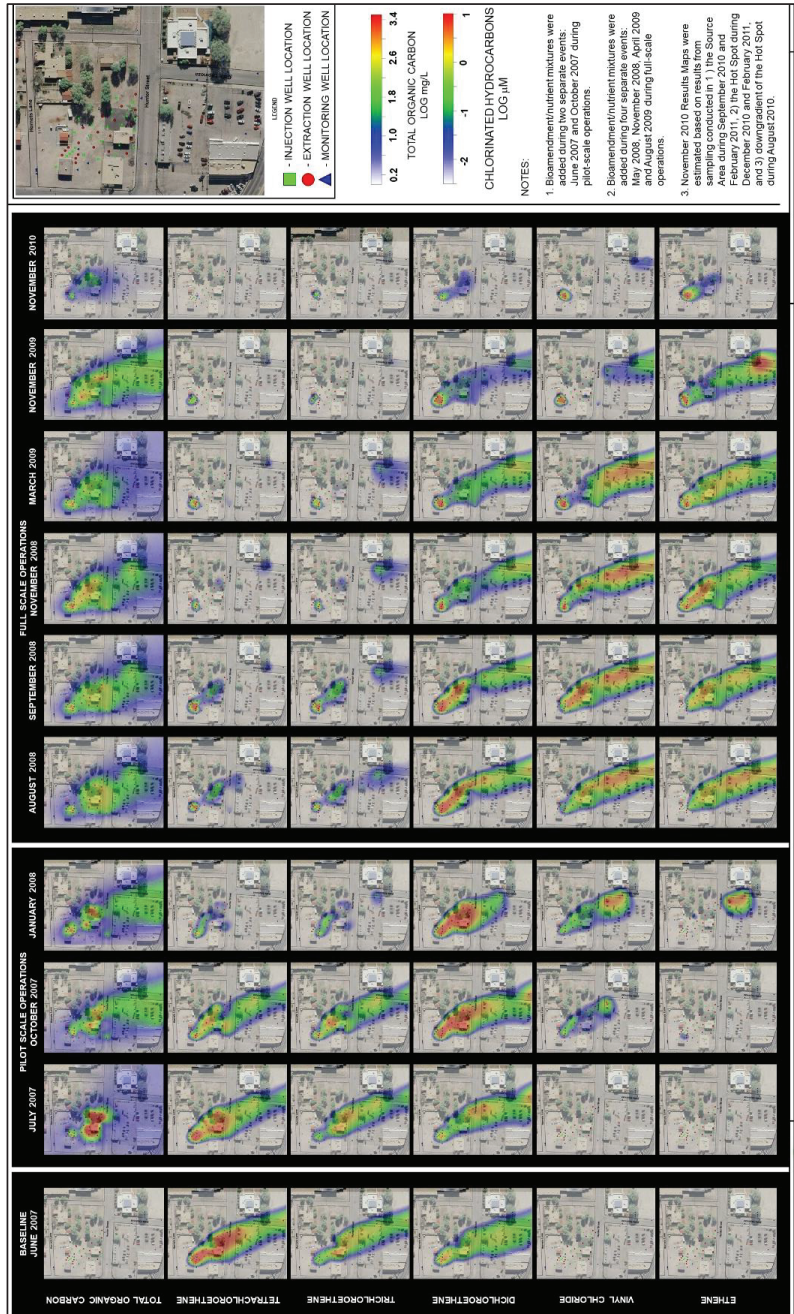 BASELINE
JUNE 2007
PILOT SCALE OPERATIONS
JULY 2007
OCTOBER 2007
JANUARY 2008
FULL SCALE OPERATIONS
AUGUST 2008
SEPTEMBER 2008
NOVEMBER 2008
MARCH 2009
NOVEMBER 2009
NOVEMBER 2010
TOTAL ORGANIC CARBON
TETRACHLOROETHENE
TRICHLOROETHENE
DICHLOROETHENE
VINYL CHLORIDE
ETHENE
Hunter Street
LEGEND
- INJECTION WELL LOCATION
- EXTRACTION WELL LOCATION
- MONITORING WELL LOCATION
0.2 1.0 1.8 2.6 3.4
TOTAL ORGANIC CARBON
LOG mg/L
-2 -1 0 1
CHLORINATED HYDROCARBONS
LOG µM
NOTES:
1. Bioamendment/nutrient mixtures were
added during two separate events:
June 2007 and October 2007 during
pilot-scale operations.
2. Bioamendment/nutrient mixtures were
added during four separate events:
May 2008, November 2008, April 2009
and August 2009 during full-scale
operations.
3. November 2010 Results Maps were
estimated based on results from
sampling conducted in 1 ) the Source
Area during September 2010 and
February 2011, 2) the Hot Spot during
December 2010 and February 2011,
and 3) downgradient of the Hot Spot
during August 2010.